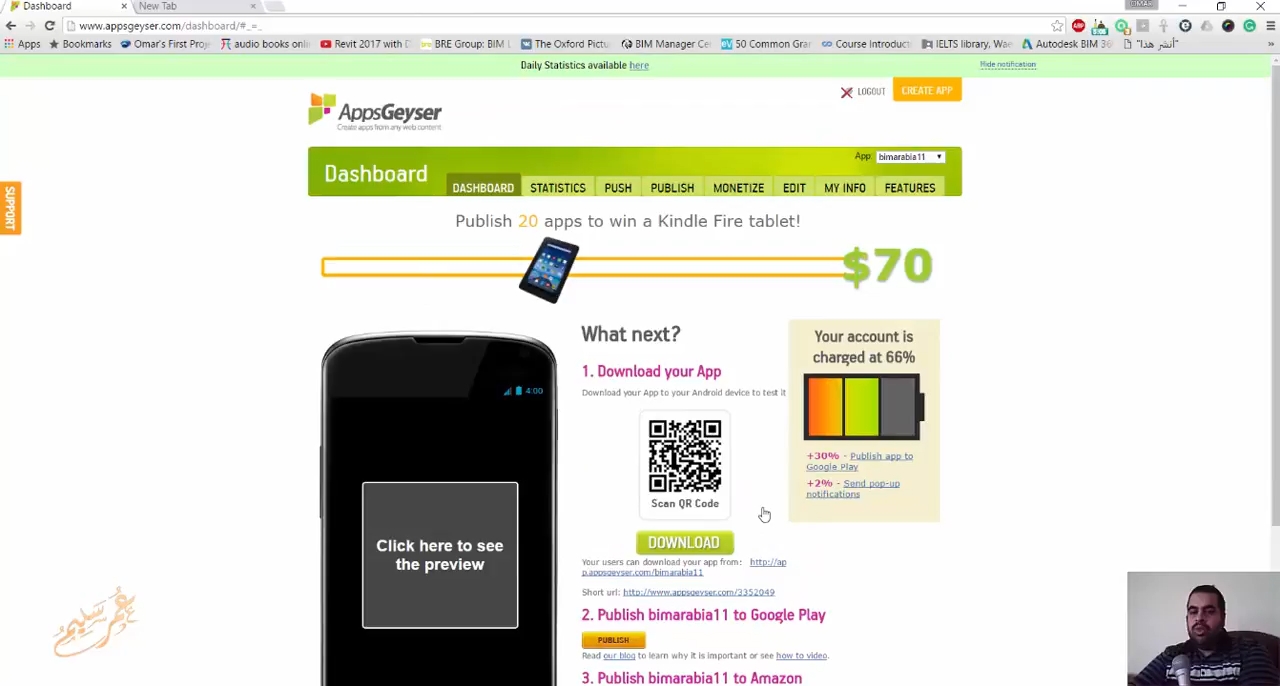 Dashboard
New Tab
www.appsgeyser.com/dashboard/#_=_
Apps
Bookmarks
Omar's First Proje
audio books onli
Revit 2017 with D
BRE Group: BIM L
The Oxford Pictu
BIM Manager Ce
50 Common Gra
Course Introducti
IELTS library, Wae
Autodesk BIM 36
"أنشر هذا"
Daily Statistics available here
Hide notification
LOGOUT
CREATE APP
AppsGeyser
Create apps from any web content
App: bimarabia11
Dashboard
DASHBOARD
STATISTICS
PUSH
PUBLISH
MONETIZE
EDIT
MY INFO
FEATURES
SUPPORT
Publish 20 apps to win a Kindle Fire tablet!
$70
4:00
Click here to see
the preview
What next?
1. Download your App
Download your App to your Android device to test it
Scan QR Code
DOWNLOAD
Your users can download your app from: http://ap
p.appsgeyser.com/bimarabia11
Short url: http://www.appsgeyser.com/3352049
2. Publish bimarabia11 to Google Play
PUBLISH
Read our blog to learn why it is important or see how to video.
3. Publish bimarabia11 to Amazon
Your account is
charged at 66%
+30% - Publish app to
Google Play
+2% - Send pop-up
notifications
عمر سليم